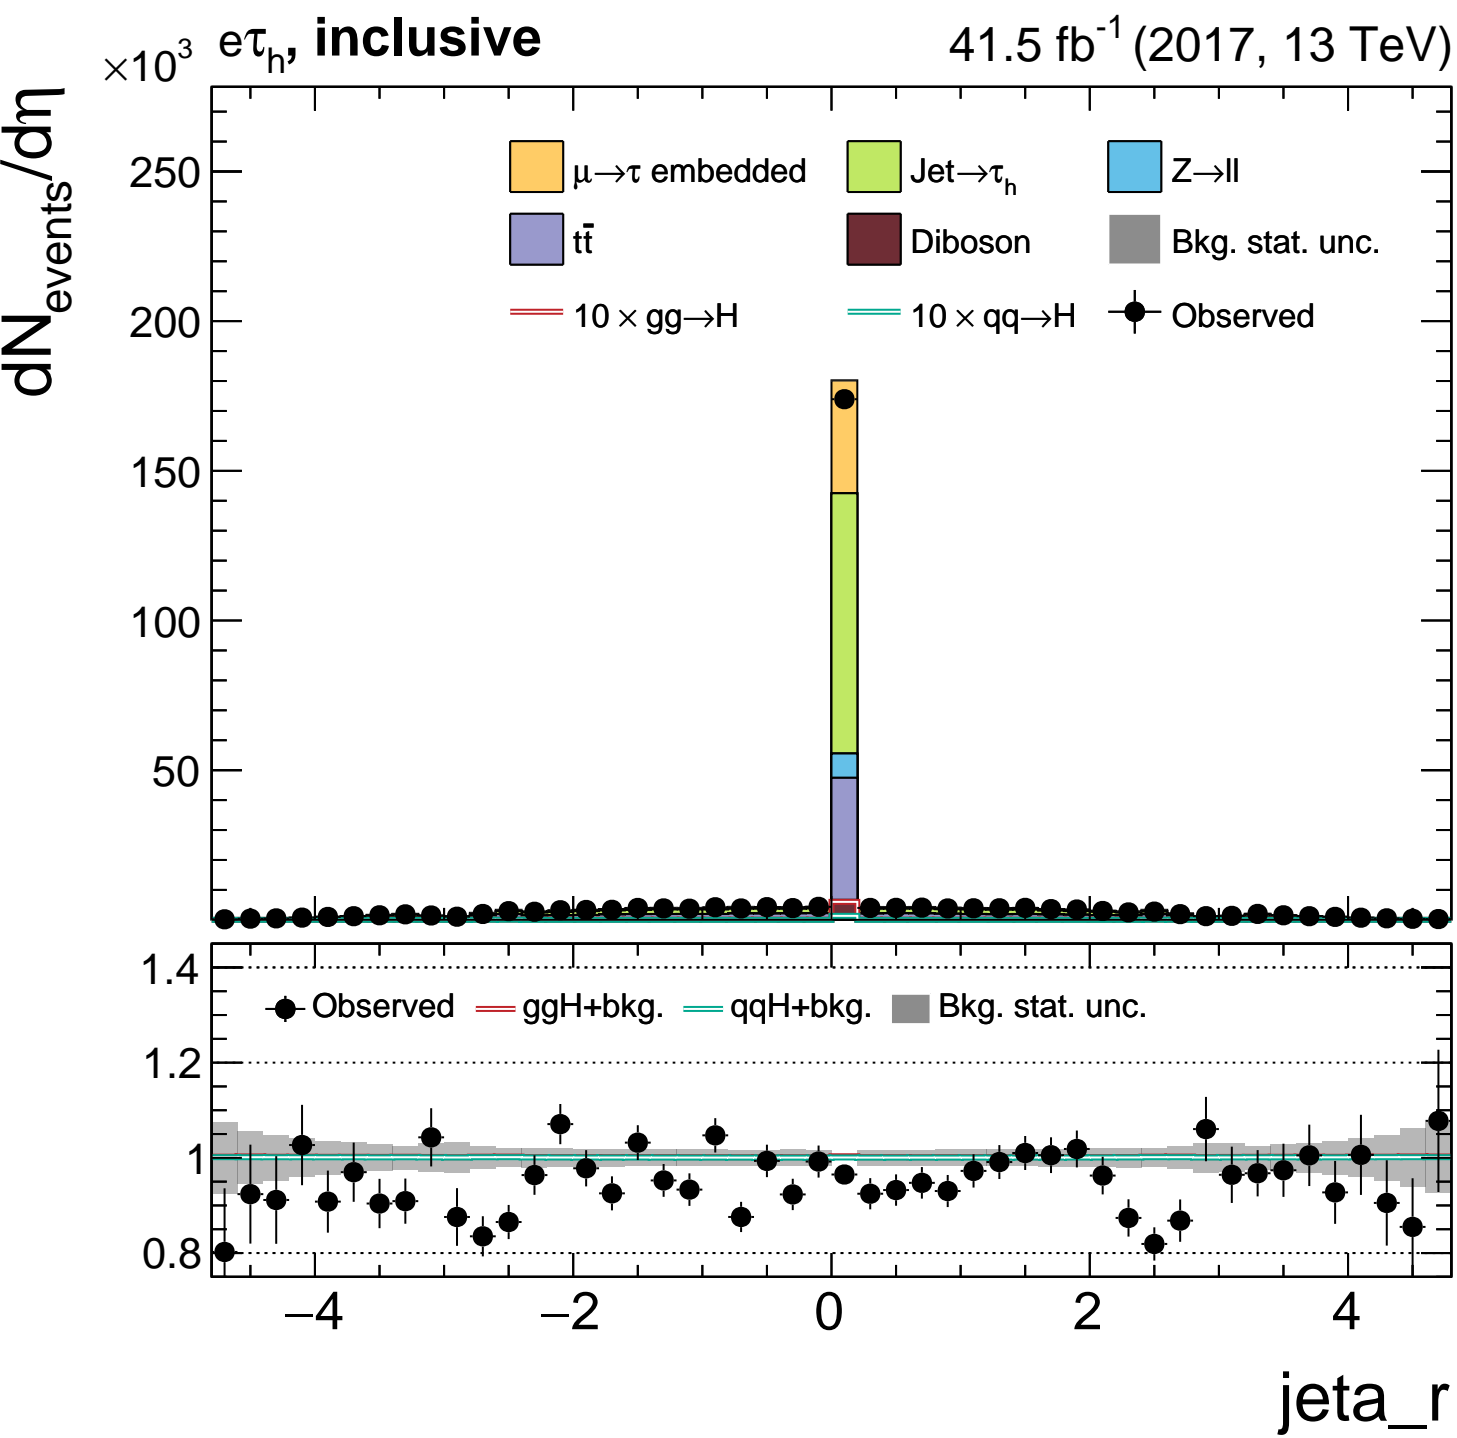 ×10³ eτₕ, inclusive 41.5 fb⁻¹ (2017, 13 TeV)
dN_events/dη
250
200
150
100
50
μ→τ embedded Jet→τₕ Z→ll
tt̄ Diboson Bkg. stat. unc.
10 × gg→H 10 × qq→H Observed
1.4
1.2
1
0.8
Observed ggH+bkg. qqH+bkg. Bkg. stat. unc.
−4 −2 0 2 4
jeta_r